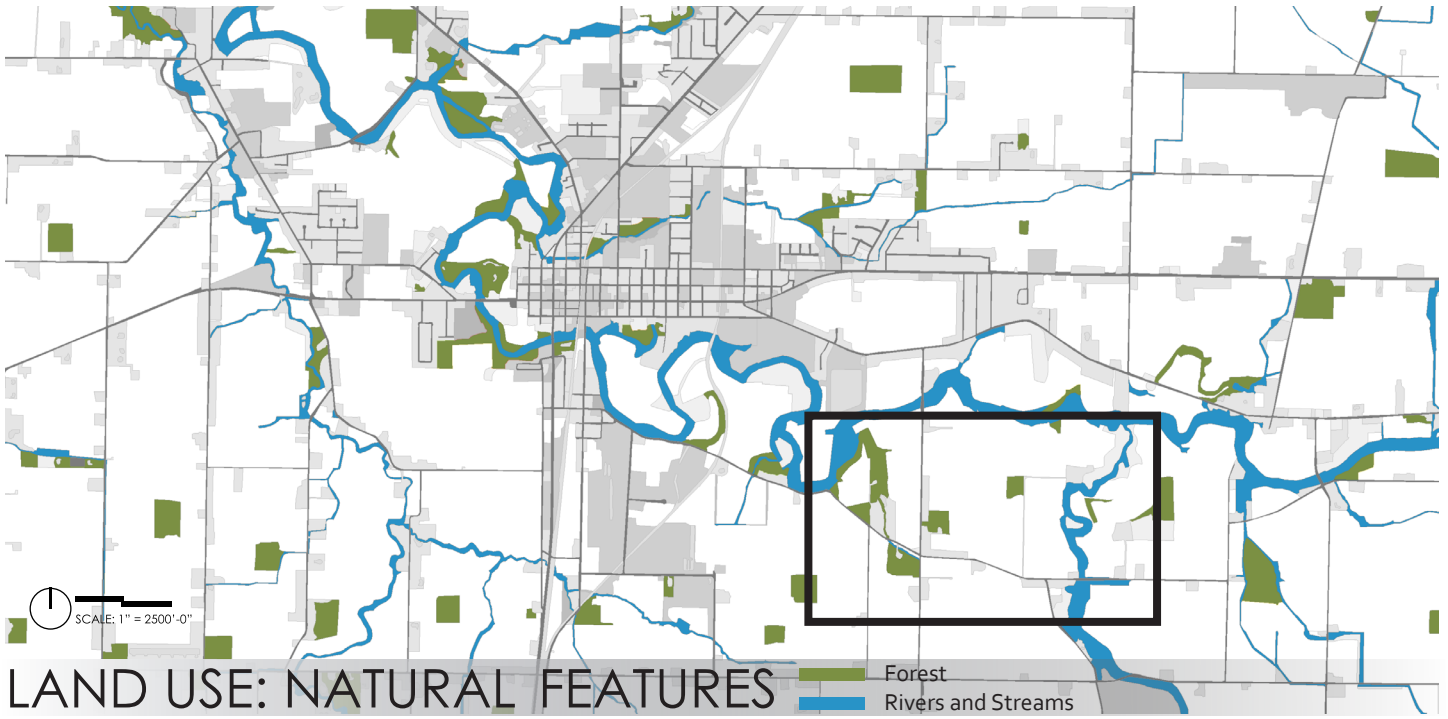 SCALE: 1" = 2500'-0"
LAND USE: NATURAL FEATURES
Forest
Rivers and Streams